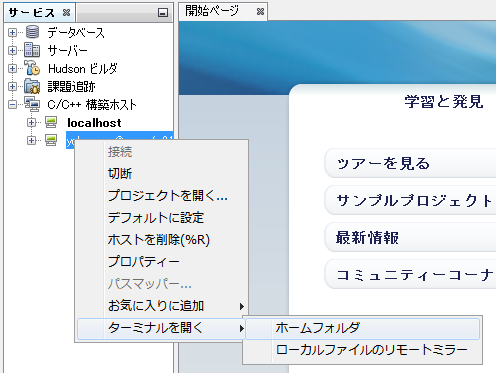 サービス
開始ページ
データベース
サーバー
Hudson ビルダ
課題追跡
C/C++ 構築ホスト
localhost
学習と発見
接続
切断
プロジェクトを開く...
デフォルトに設定
ホストを削除(%R)
プロパティー
パスマッパー...
お気に入りに追加
ターミナルを開く
ホームフォルダ
ローカルファイルのリモートミラー
ツアーを見る
サンプルプロジェクト
最新情報
コミュニティーコーナ